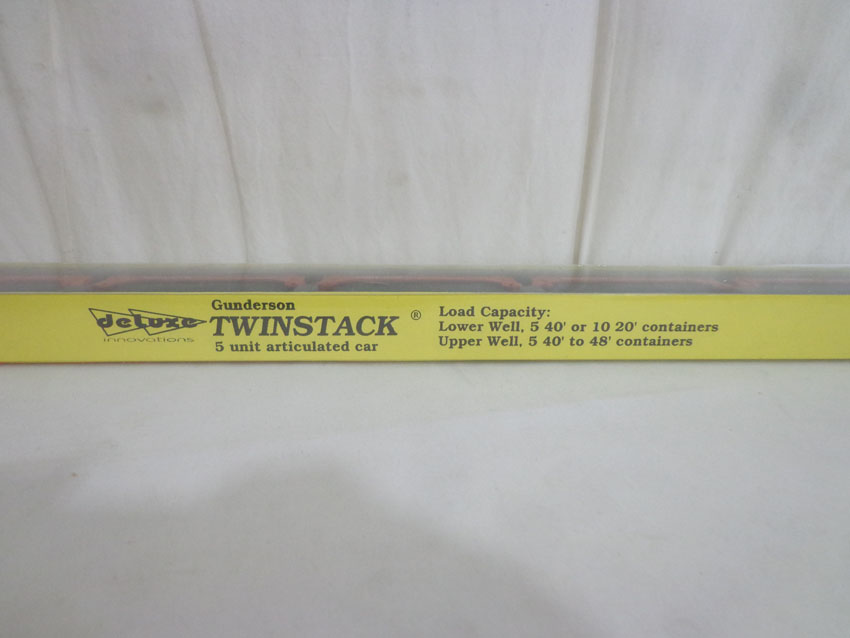 deluxe
innovations
Gunderson
TWINSTACK ®
5 unit articulated car
Load Capacity:
Lower Well, 5 40' or 10 20' containers
Upper Well, 5 40' to 48' containers